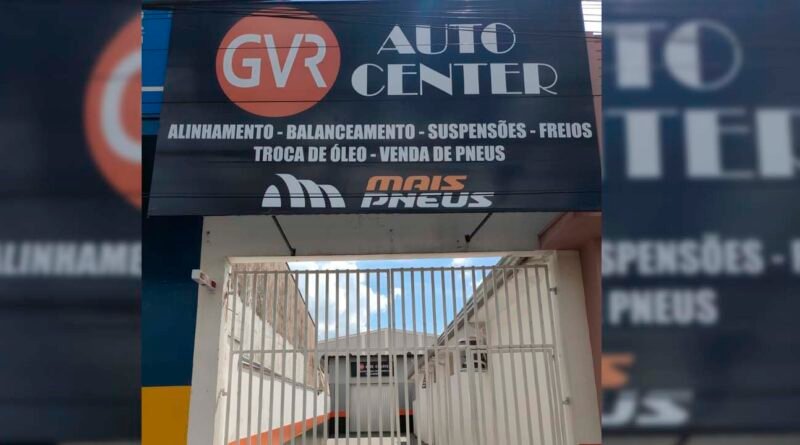 GVR AUTO
CENTER
ALINHAMENTO - BALANCEAMENTO - SUSPENSÕES - FREIOS
TROCA DE ÓLEO - VENDA DE PNEUS
MAIS
PNEUS